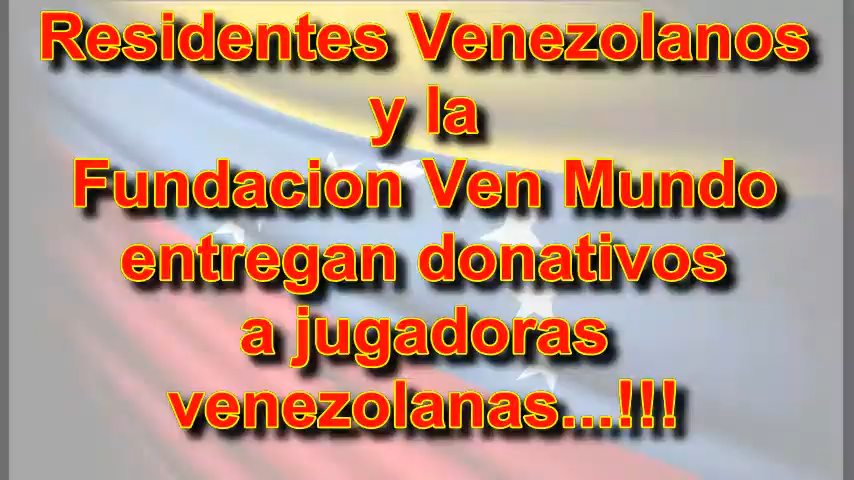 Residentes Venezolanos
y la
Fundacion Ven Mundo
entregan donativos
a jugadoras
venezolanas...!!!